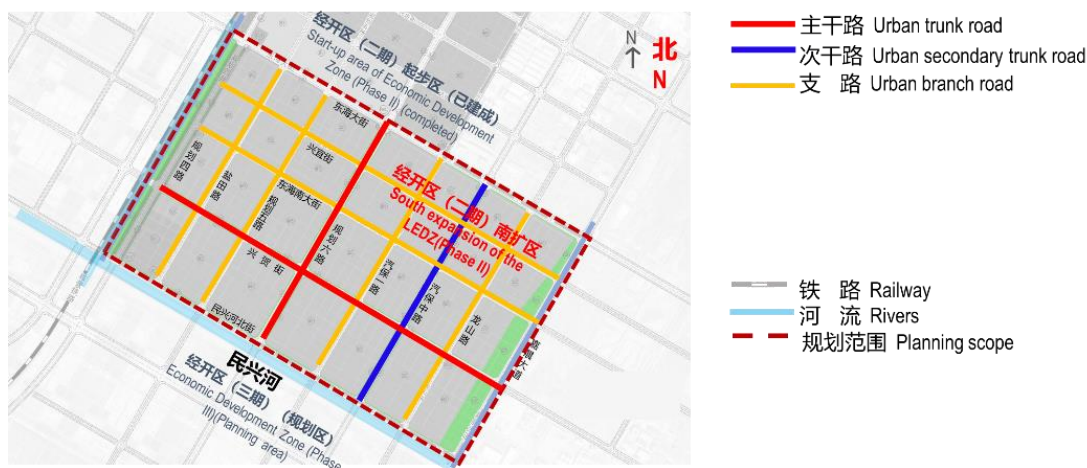 经开区（二期）起步区（已建成）
Start-up area of Economic Development
Zone (Phase II) (completed)
N
北
N
主干路 Urban trunk road
次干路 Urban secondary trunk road
支 路 Urban branch road
东海大街
兴宜街
东海南大街
规划四路
盐田路
规划五路
规划六路
兴贸街
民兴河北街
汽保一路
汽保中路
龙山路
经开区（二期）南扩区
South expansion of the
LEDZ(Phase II)
民兴河
经开区（三期）（规划区）
Economic Development Zone (Phase
III)(Planning area)
铁 路 Railway
河 流 Rivers
规划范围 Planning scope